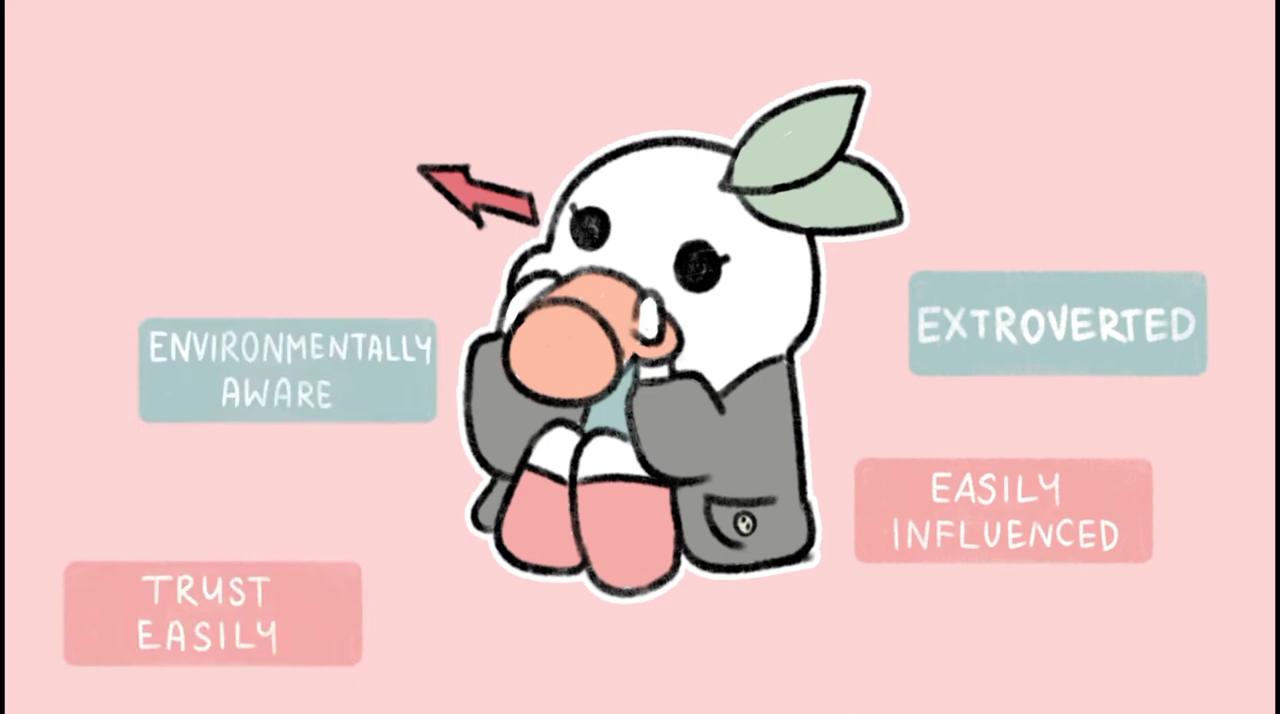 EXTROVERTED
ENVIRONMENTALLY
AWARE
EASILY
INFLUENCED
TRUST
EASILY